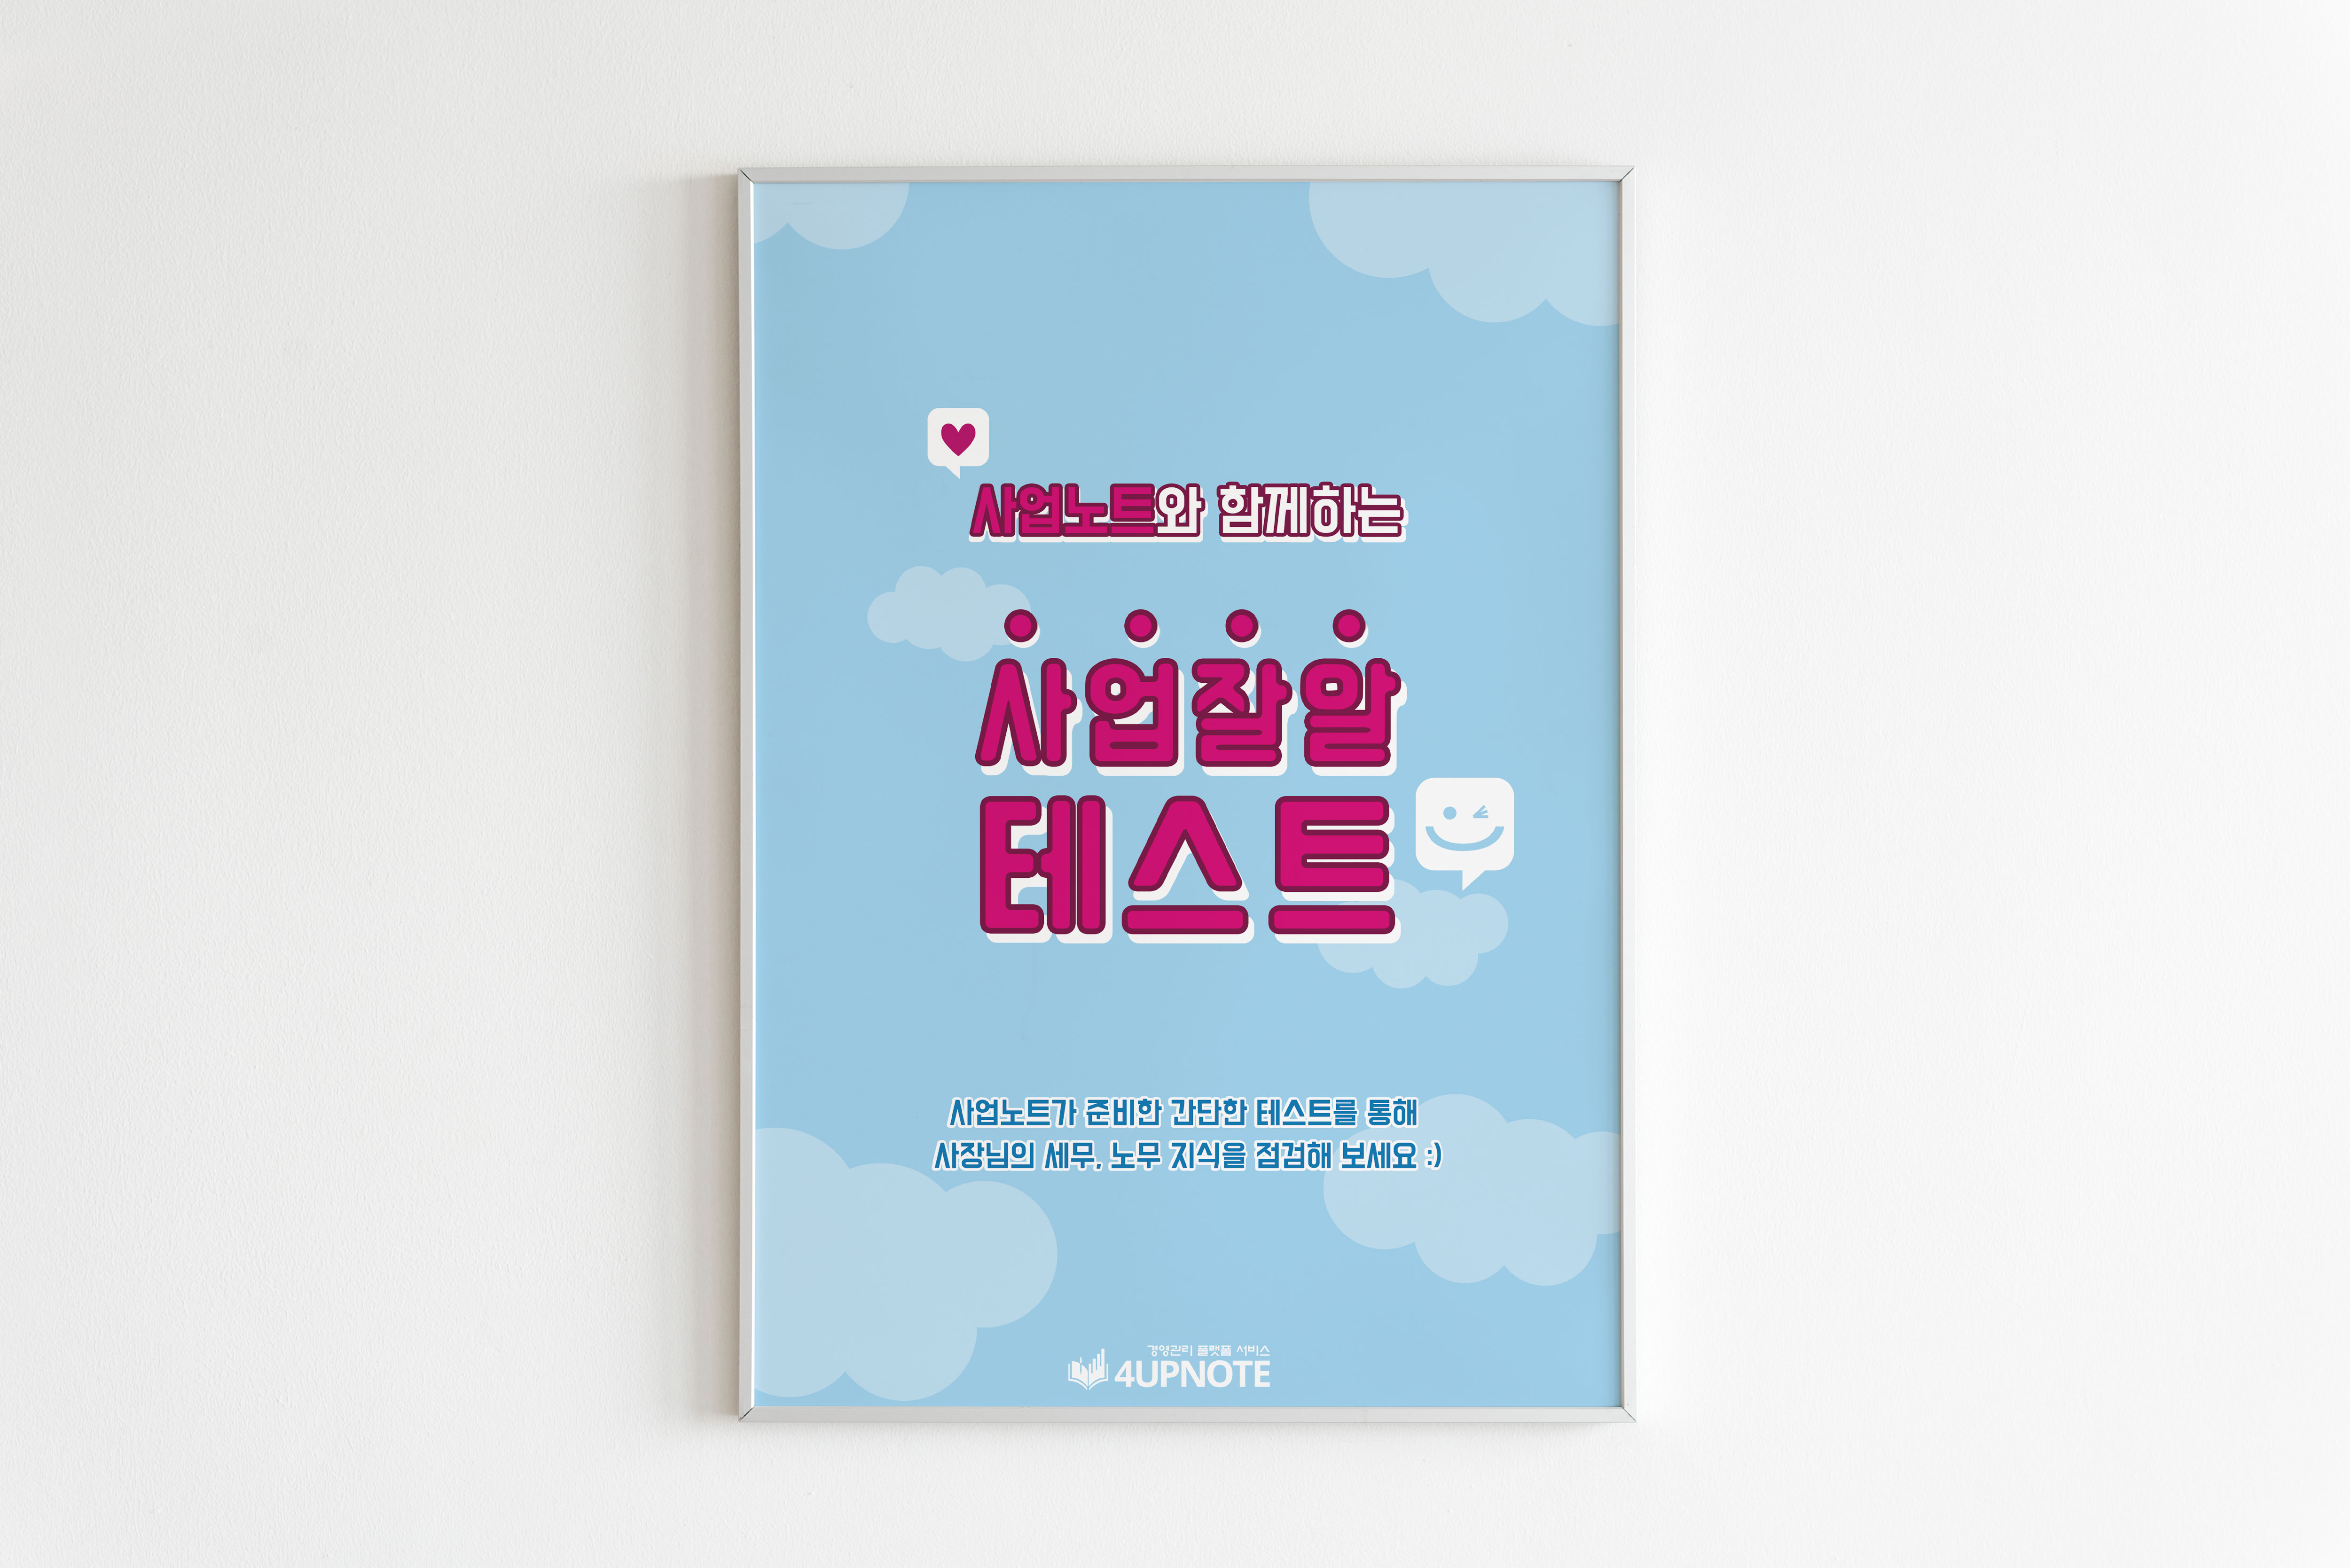 사업노트와 함께하는
사업잘알
테스트
사업노트가 준비한 간단한 테스트를 통해
사장님의 세무, 노무 지식을 점검해 보세요 :)
경영관리 플랫폼 서비스
4UPNOTE